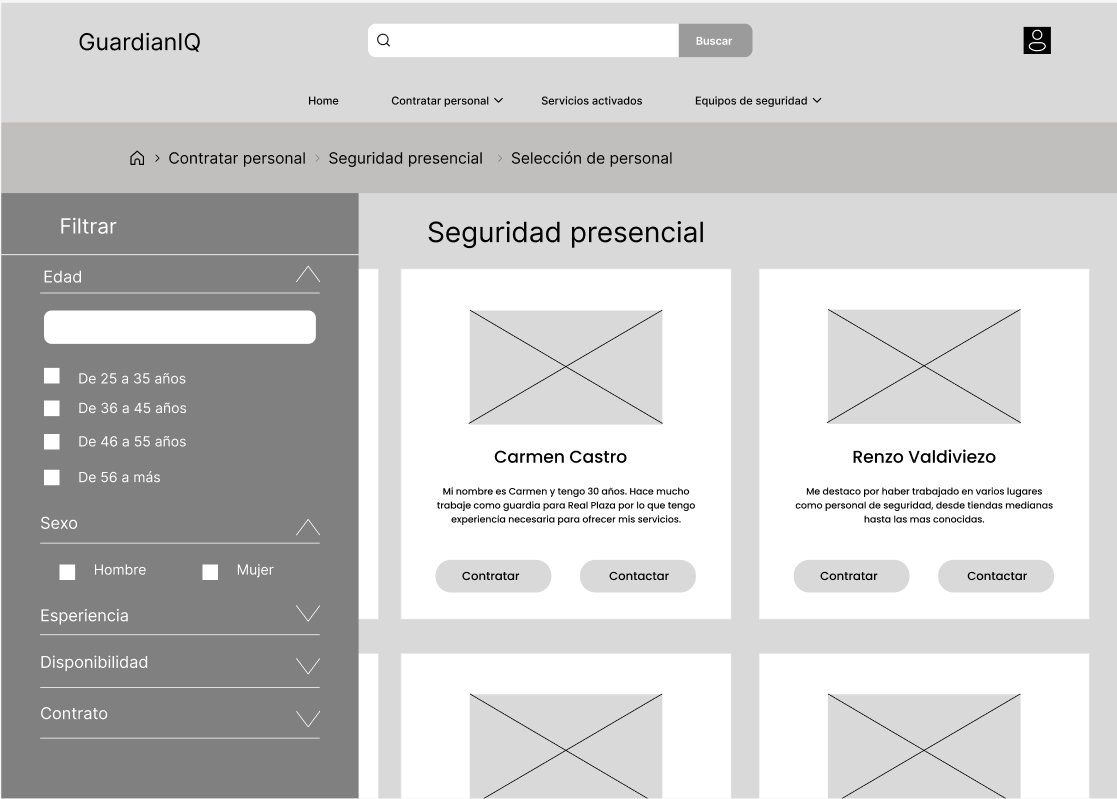 GuardianIQ
Buscar
Home
Contratar personal
Servicios activados
Equipos de seguridad
Contratar personal
Seguridad presencial
Selección de personal
Filtrar
Edad
De 25 a 35 años
De 36 a 45 años
De 46 a 55 años
De 56 a más
Sexo
Hombre
Mujer
Esperiencia
Disponibilidad
Contrato
Seguridad presencial
Carmen Castro
Mi nombre es Carmen y tengo 30 años. Hace mucho
trabaje como guardia para Real Plaza por lo que tengo
experiencia necesaria para ofrecer mis servicios.
Contratar
Contactar
Renzo Valdiviezo
Me destaco por haber trabajado en varios lugares
como personal de seguridad, desde tiendas medianas
hasta las mas conocidas.
Contratar
Contactar